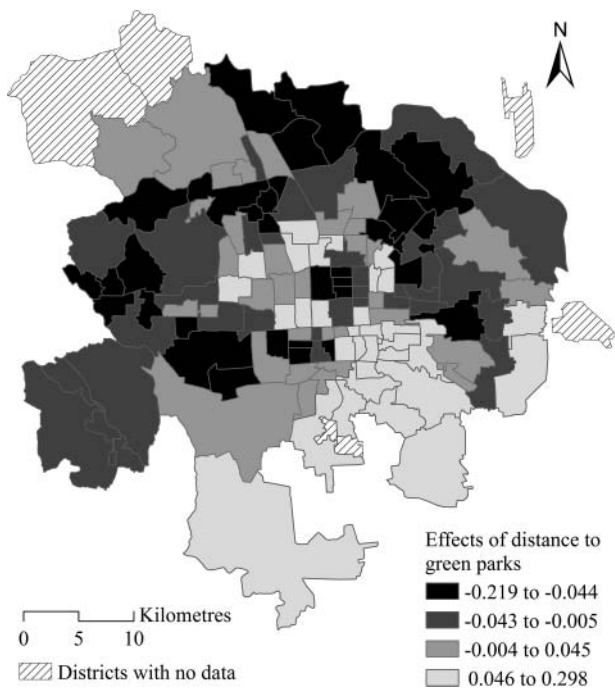 N
Effects of distance to
green parks
-0.219 to -0.044
-0.043 to -0.005
-0.004 to 0.045
0.046 to 0.298
Kilometres
0 5 10
Districts with no data